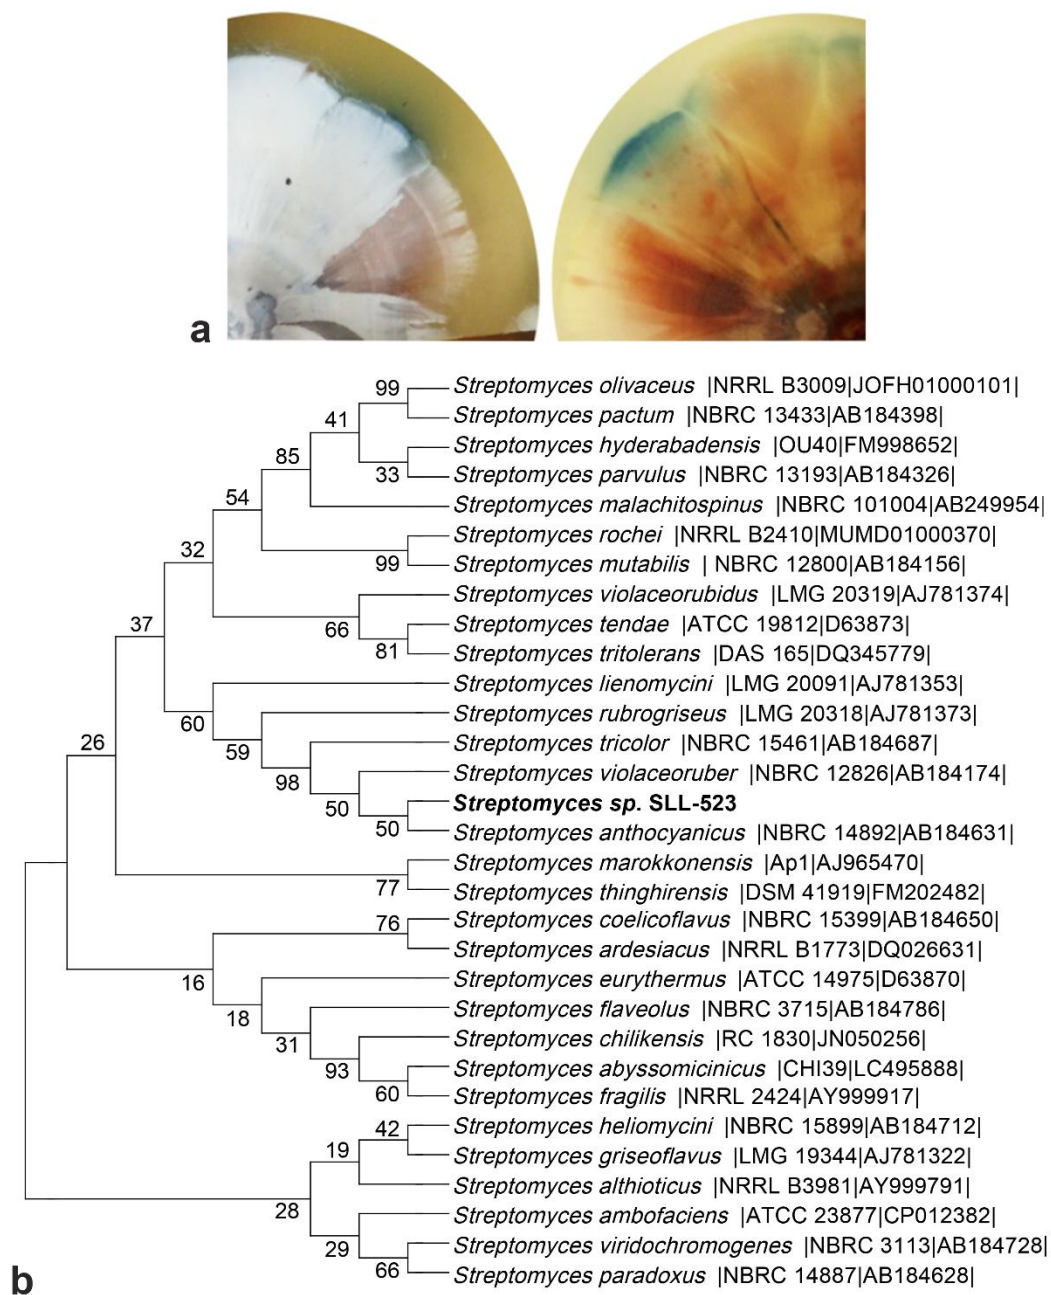 a
99
Streptomyces olivaceus |NRRL B3009|JOFH01000101|
Streptomyces pactum |NBRC 13433|AB184398|
41
Streptomyces hyderabadensis |OU40|FM998652|
85
33
Streptomyces parvulus |NBRC 13193|AB184326|
54
Streptomyces malachitospinus |NBRC 101004|AB249954|
Streptomyces rochei |NRRL B2410|MUMD01000370|
32
99
Streptomyces mutabilis | NBRC 12800|AB184156|
Streptomyces violaceorubidus |LMG 20319|AJ781374|
37
66
Streptomyces tendae |ATCC 19812|D63873|
81
Streptomyces tritolerans |DAS 165|DQ345779|
Streptomyces lienomycini |LMG 20091|AJ781353|
60
Streptomyces rubrogriseus |LMG 20318|AJ781373|
26
59
Streptomyces tricolor |NBRC 15461|AB184687|
98
Streptomyces violaceoruber |NBRC 12826|AB184174|
50
Streptomyces sp. SLL-523
50
Streptomyces anthocyanicus |NBRC 14892|AB184631|
Streptomyces marokkonensis |Ap1|AJ965470|
77
Streptomyces thinghirensis |DSM 41919|FM202482|
76
Streptomyces coelicoflavus |NBRC 15399|AB184650|
Streptomyces ardesiacus |NRRL B1773|DQ026631|
16
Streptomyces eurythermus |ATCC 14975|D63870|
18
Streptomyces flaveolus |NBRC 3715|AB184786|
31
Streptomyces chilikensis |RC 1830|JN050256|
93
Streptomyces abyssomicinicus |CHI39|LC495888|
60
Streptomyces fragilis |NRRL 2424|AY999917|
42
Streptomyces heliomycini |NBRC 15899|AB184712|
19
Streptomyces griseoflavus |LMG 19344|AJ781322|
Streptomyces althioticus |NRRL B3981|AY999791|
28
Streptomyces ambofaciens |ATCC 23877|CP012382|
29
Streptomyces viridochromogenes |NBRC 3113|AB184728|
66
Streptomyces paradoxus |NBRC 14887|AB184628|
b